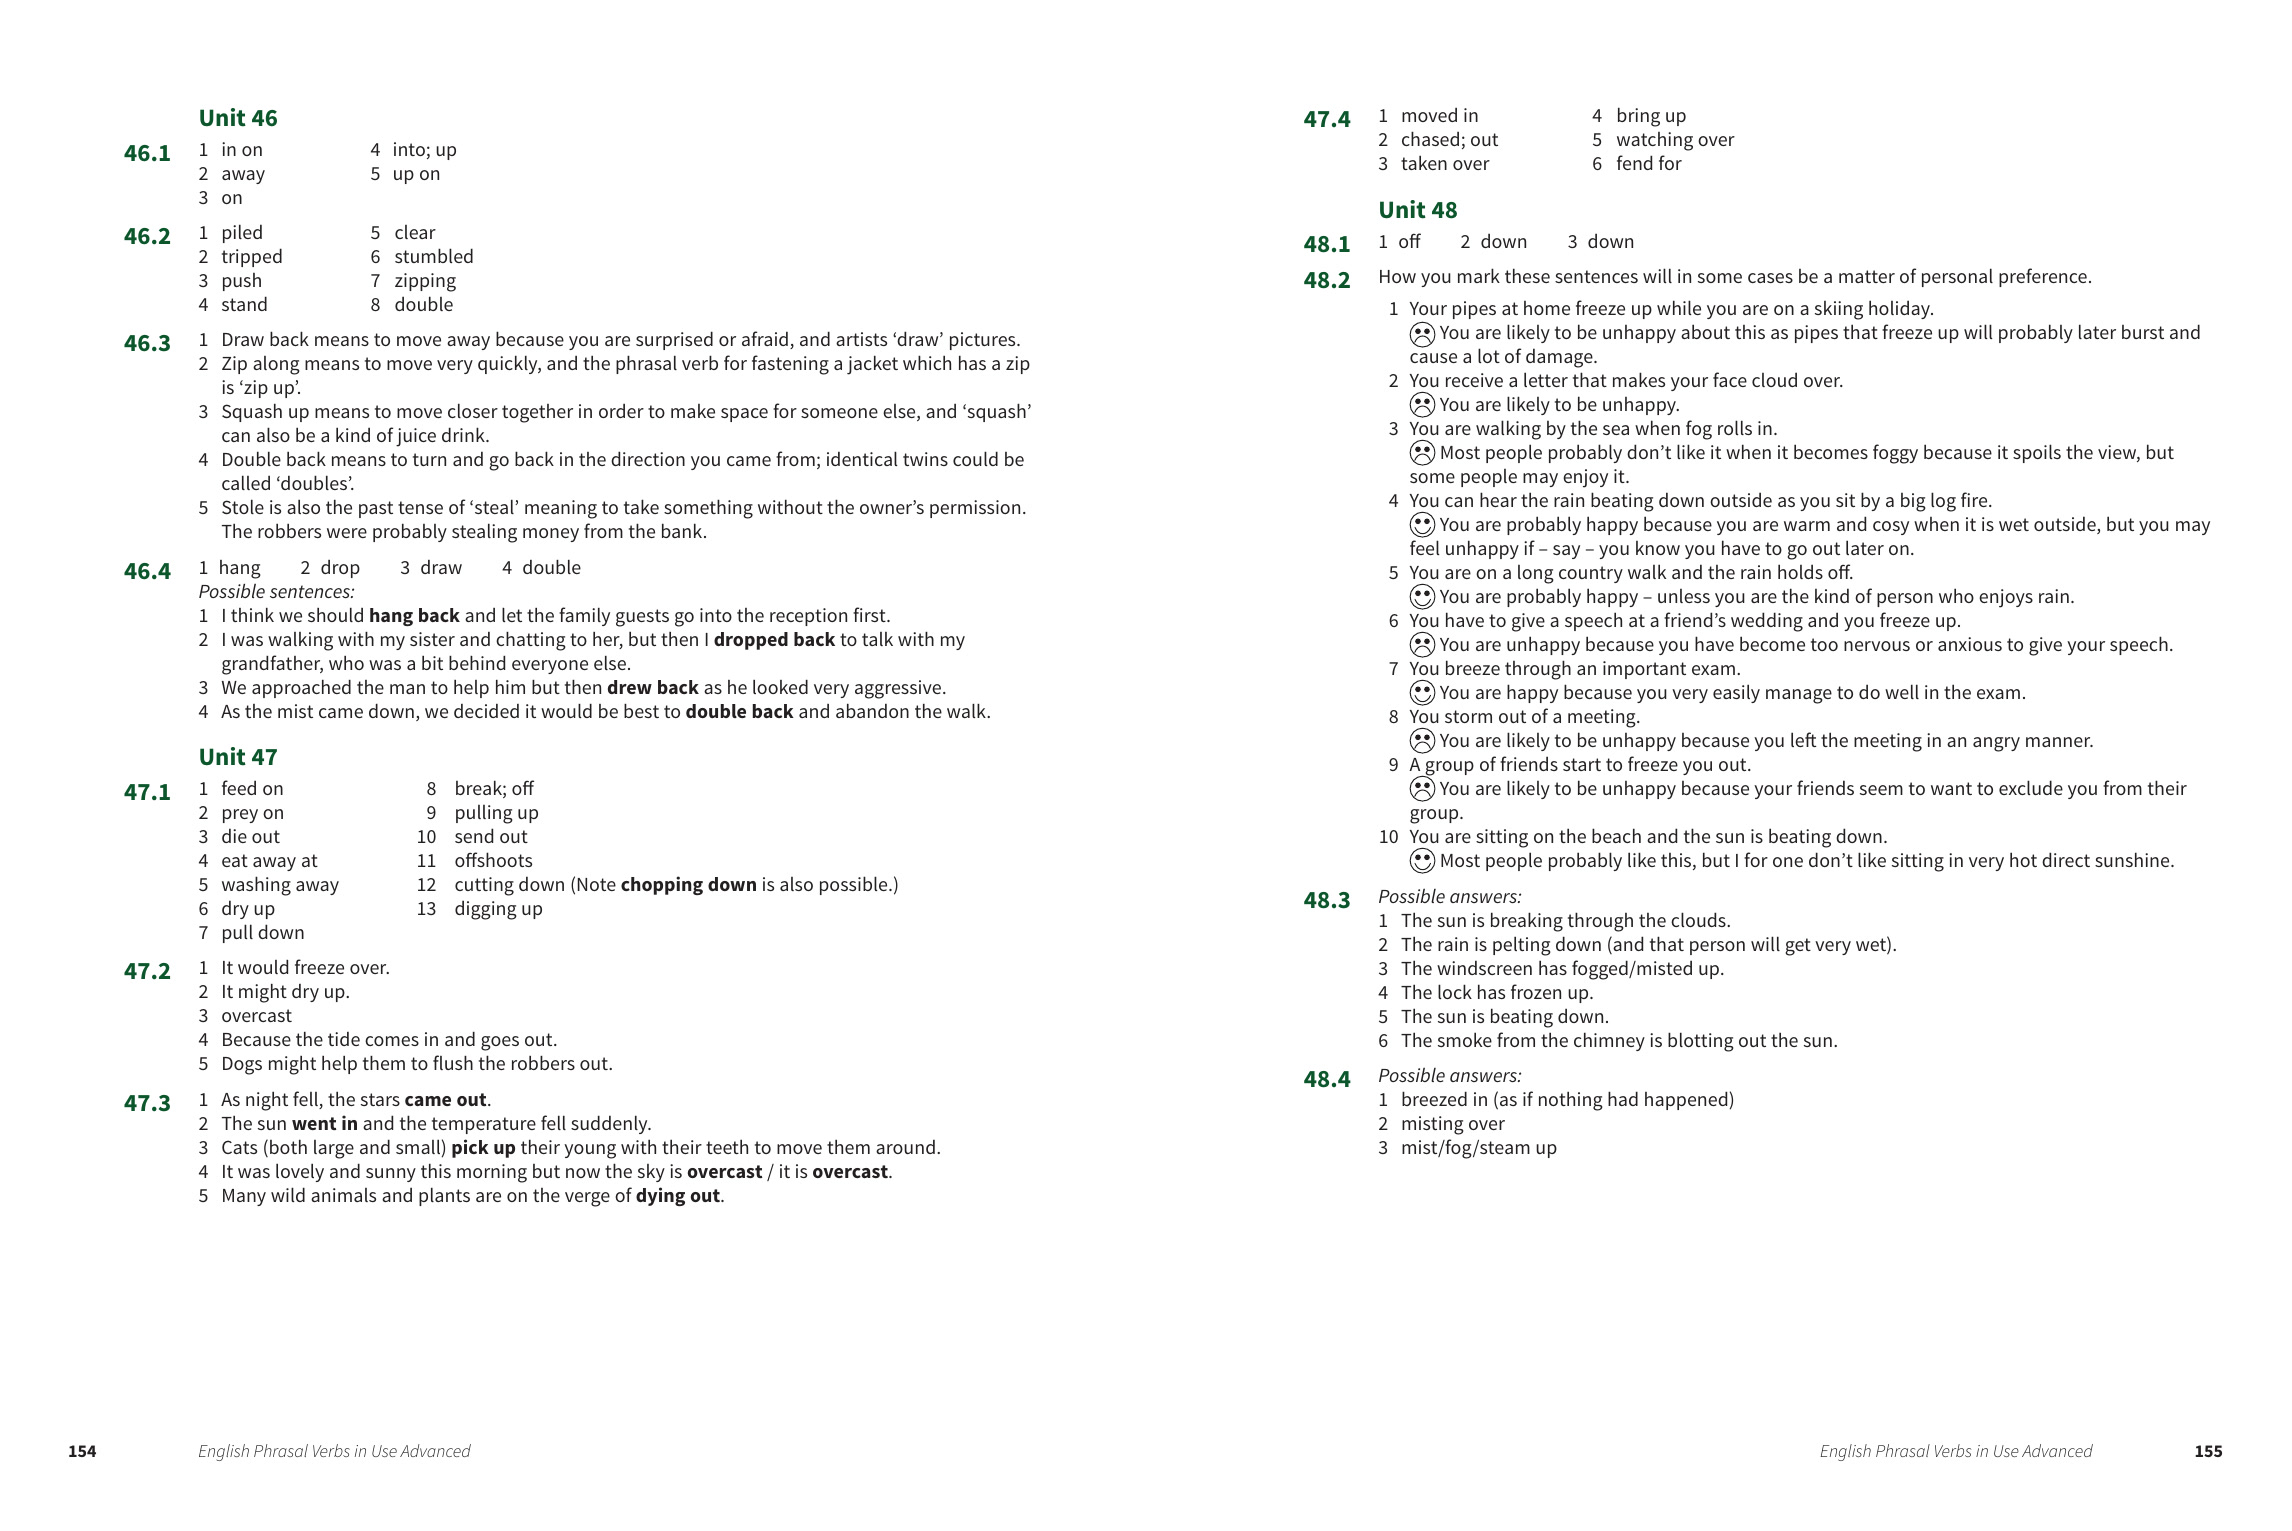 Unit 46
46.1 1 in on 4 into; up
2 away 5 up on
3 on
46.2 1 piled 5 clear
2 tripped 6 stumbled
3 push 7 zipping
4 stand 8 double
46.3 1 Draw back means to move away because you are surprised or afraid, and artists ‘draw’ pictures.
2 Zip along means to move very quickly, and the phrasal verb for fastening a jacket which has a zip
is ‘zip up’.
3 Squash up means to move closer together in order to make space for someone else, and ‘squash’
can also be a kind of juice drink.
4 Double back means to turn and go back in the direction you came from; identical twins could be
called ‘doubles’.
5 Stole is also the past tense of ‘steal’ meaning to take something without the owner’s permission.
The robbers were probably stealing money from the bank.
46.4 1 hang 2 drop 3 draw 4 double
Possible sentences:
1 I think we should hang back and let the family guests go into the reception first.
2 I was walking with my sister and chatting to her, but then I dropped back to talk with my
grandfather, who was a bit behind everyone else.
3 We approached the man to help him but then drew back as he looked very aggressive.
4 As the mist came down, we decided it would be best to double back and abandon the walk.
Unit 47
47.1 1 feed on 8 break; off
2 prey on 9 pulling up
3 die out 10 send out
4 eat away at 11 offshoots
5 washing away 12 cutting down (Note chopping down is also possible.)
6 dry up 13 digging up
7 pull down
47.2 1 It would freeze over.
2 It might dry up.
3 overcast
4 Because the tide comes in and goes out.
5 Dogs might help them to flush the robbers out.
47.3 1 As night fell, the stars came out.
2 The sun went in and the temperature fell suddenly.
3 Cats (both large and small) pick up their young with their teeth to move them around.
4 It was lovely and sunny this morning but now the sky is overcast / it is overcast.
5 Many wild animals and plants are on the verge of dying out.
154 English Phrasal Verbs in Use Advanced
47.4 1 moved in 4 bring up
2 chased; out 5 watching over
3 taken over 6 fend for
Unit 48
48.1 1 off 2 down 3 down
48.2 How you mark these sentences will in some cases be a matter of personal preference.
1 Your pipes at home freeze up while you are on a skiing holiday.
You are likely to be unhappy about this as pipes that freeze up will probably later burst and
cause a lot of damage.
2 You receive a letter that makes your face cloud over.
You are likely to be unhappy.
3 You are walking by the sea when fog rolls in.
Most people probably don’t like it when it becomes foggy because it spoils the view, but
some people may enjoy it.
4 You can hear the rain beating down outside as you sit by a big log fire.
You are probably happy because you are warm and cosy when it is wet outside, but you may
feel unhappy if – say – you know you have to go out later on.
5 You are on a long country walk and the rain holds off.
You are probably happy – unless you are the kind of person who enjoys rain.
6 You have to give a speech at a friend’s wedding and you freeze up.
You are unhappy because you have become too nervous or anxious to give your speech.
7 You breeze through an important exam.
You are happy because you very easily manage to do well in the exam.
8 You storm out of a meeting.
You are likely to be unhappy because you left the meeting in an angry manner.
9 A group of friends start to freeze you out.
You are likely to be unhappy because your friends seem to want to exclude you from their
group.
10 You are sitting on the beach and the sun is beating down.
Most people probably like this, but I for one don’t like sitting in very hot direct sunshine.
48.3 Possible answers:
1 The sun is breaking through the clouds.
2 The rain is pelting down (and that person will get very wet).
3 The windscreen has fogged/misted up.
4 The lock has frozen up.
5 The sun is beating down.
6 The smoke from the chimney is blotting out the sun.
48.4 Possible answers:
1 breezed in (as if nothing had happened)
2 misting over
3 mist/fog/steam up
English Phrasal Verbs in Use Advanced 155